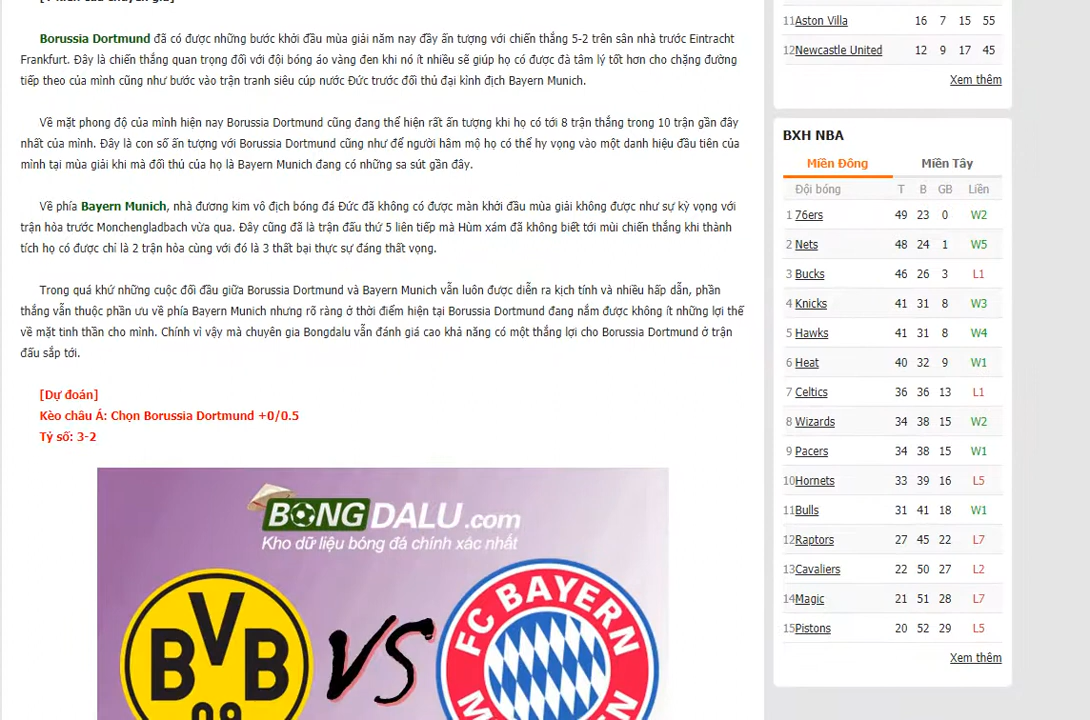 Borussia Dortmund đã có được những bước khởi đầu mùa giải năm nay đầy ấn tượng với chiến thắng 5-2 trên sân nhà trước Eintracht
Frankfurt. Đây là chiến thắng quan trọng đối với đội bóng áo vàng đen khi nó ít nhiều sẽ giúp họ có được đà tâm lý tốt hơn cho chặng đường
tiếp theo của mình cũng như bước vào trận tranh siêu cúp nước Đức trước đối thủ đại kình địch Bayern Munich.
Về mặt phong độ của mình hiện nay Borussia Dortmund cũng đang thể hiện rất ấn tượng khi họ có tới 8 trận thắng trong 10 trận gần đây
nhất của mình. Đây là con số ấn tượng với Borussia Dortmund cũng như để người hâm mộ họ có thể hy vọng vào một danh hiệu đầu tiên của
mình tại mùa giải khi mà đối thủ của họ là Bayern Munich đang có những sa sút gần đây.
Về phía Bayern Munich, nhà đương kim vô địch bóng đá Đức đã không có được màn khởi đầu mùa giải không được như sự kỳ vọng với
trận hòa trước Monchengladbach vừa qua. Đây cũng đã là trận đấu thứ 5 liên tiếp mà Hùm xám đã không biết tới mùi chiến thắng khi thành
tích họ có được chỉ là 2 trận hòa cùng với đó là 3 thất bại thực sự đáng thất vọng.
Trong quá khứ những cuộc đối đầu giữa Borussia Dortmund và Bayern Munich vẫn luôn được diễn ra kịch tính và nhiều hấp dẫn, phần
thắng vẫn thuộc phần ưu về phía Bayern Munich nhưng rõ ràng ở thời điểm hiện tại Borussia Dortmund đang nắm được không ít những lợi thế
về mặt tinh thần cho mình. Chính vì vậy mà chuyên gia Bongdalu vẫn đánh giá cao khả năng có một thắng lợi cho Borussia Dortmund ở trận
đấu sắp tới.
[Dự đoán]
Kèo châu Á: Chọn Borussia Dortmund +0/0.5
Tỷ số: 3-2
BONGDALU.com
Kho dữ liệu bóng đá chính xác nhất
BVB
09
VS
FC BAYERN
11 Aston Villa 16 7 15 55
12 Newcastle United 12 9 17 45
Xem thêm
BXH NBA
Miền Đông Miền Tây
Đội bóng T B GB Liên
1 76ers 49 23 0 W2
2 Nets 48 24 1 W5
3 Bucks 46 26 3 L1
4 Knicks 41 31 8 W3
5 Hawks 41 31 8 W4
6 Heat 40 32 9 W1
7 Celtics 36 36 13 L1
8 Wizards 34 38 15 W2
9 Pacers 34 38 15 W1
10 Hornets 33 39 16 L5
11 Bulls 31 41 18 W1
12 Raptors 27 45 22 L7
13 Cavaliers 22 50 27 L2
14 Magic 21 51 28 L7
15 Pistons 20 52 29 L5
Xem thêm